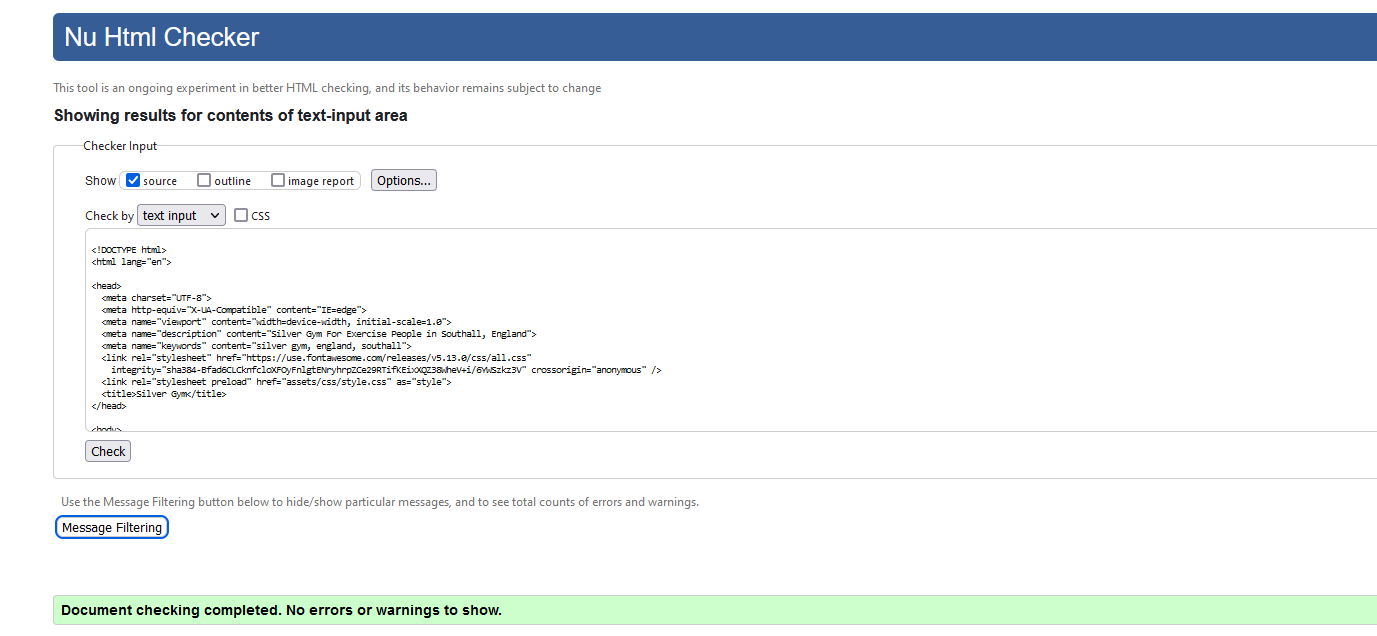 Nu Html Checker
This tool is an ongoing experiment in better HTML checking, and its behavior remains subject to change
Showing results for contents of text-input area
Checker Input
Show source outline image report Options...
Check by text input CSS
<!DOCTYPE html>
<html lang="en">
<head>
<meta charset="UTF-8">
<meta http-equiv="X-UA-Compatible" content="IE=edge">
<meta name="viewport" content="width=device-width, initial-scale=1.0">
<meta name="description" content="Silver Gym For Exercise People in Southall, England">
<meta name="keywords" content="silver gym, england, southall">
<link rel="stylesheet" href="https://use.fontawesome.com/releases/v5.13.0/css/all.css"
integrity="sha384-Bfad6CLCknfcloXFOyFnlgtENryhrpZCe29RTifKEixXQZ38WheV+i/6YWSzkz3V" crossorigin="anonymous" />
<link rel="stylesheet preload" href="assets/css/style.css" as="style">
<title>Silver Gym</title>
</head>
<body>
Check
Use the Message Filtering button below to hide/show particular messages, and to see total counts of errors and warnings.
Message Filtering
Document checking completed. No errors or warnings to show.